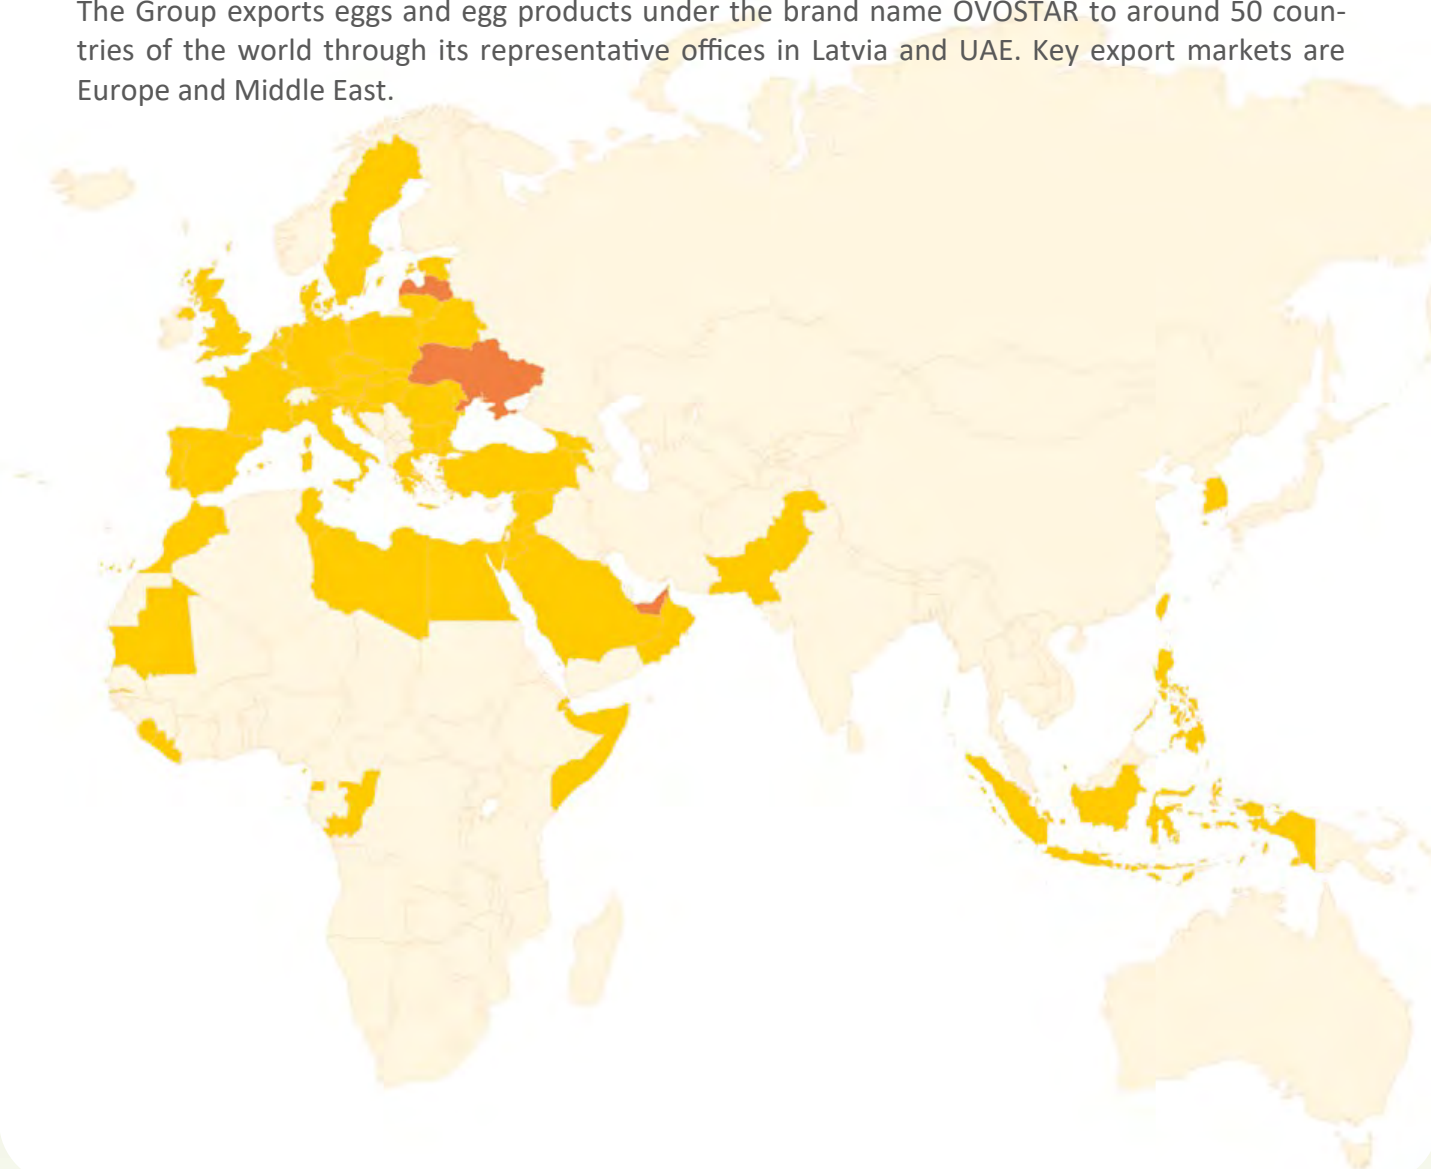 The Group exports eggs and egg products under the brand name OVOSTAR to around 50 coun-
tries of the world through its representative offices in Latvia and UAE. Key export markets are
Europe and Middle East.